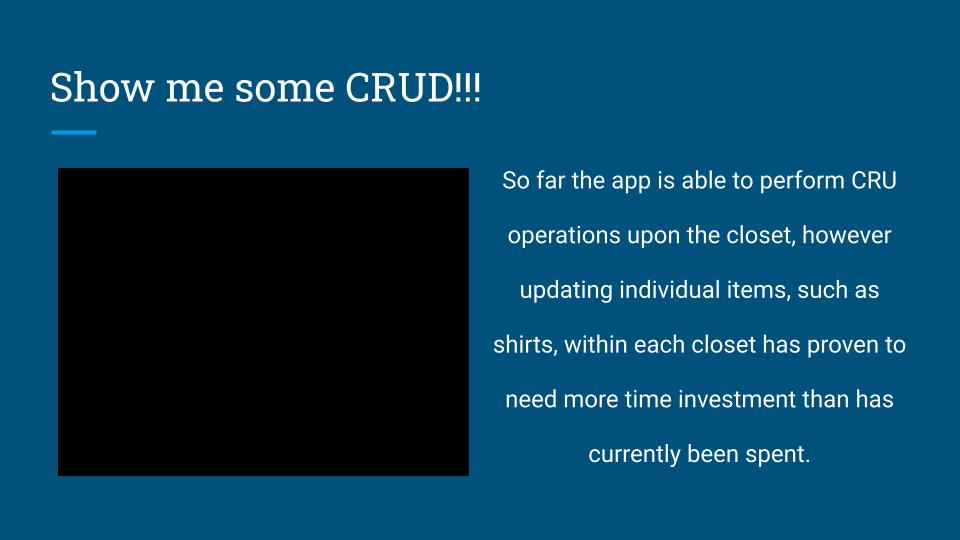 Show me some CRUD!!!
So far the app is able to perform CRU
operations upon the closet, however
updating individual items, such as
shirts, within each closet has proven to
need more time investment than has
currently been spent.